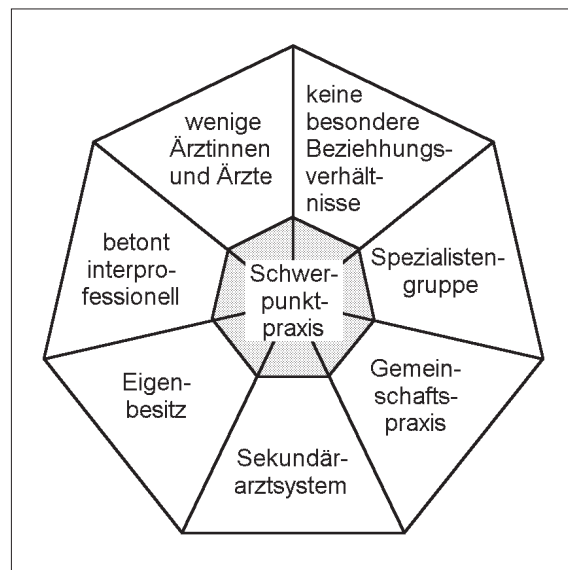 wenige
Ärztinnen
und Ärzte
keine
besondere
Beziehhungs-
verhält-
nisse
betont
interpro-
fessionell
Schwer-
punkt-
praxis
Spezialisten-
gruppe
Eigen-
besitz
Gemein-
schafts-
praxis
Sekundär-
arztsystem